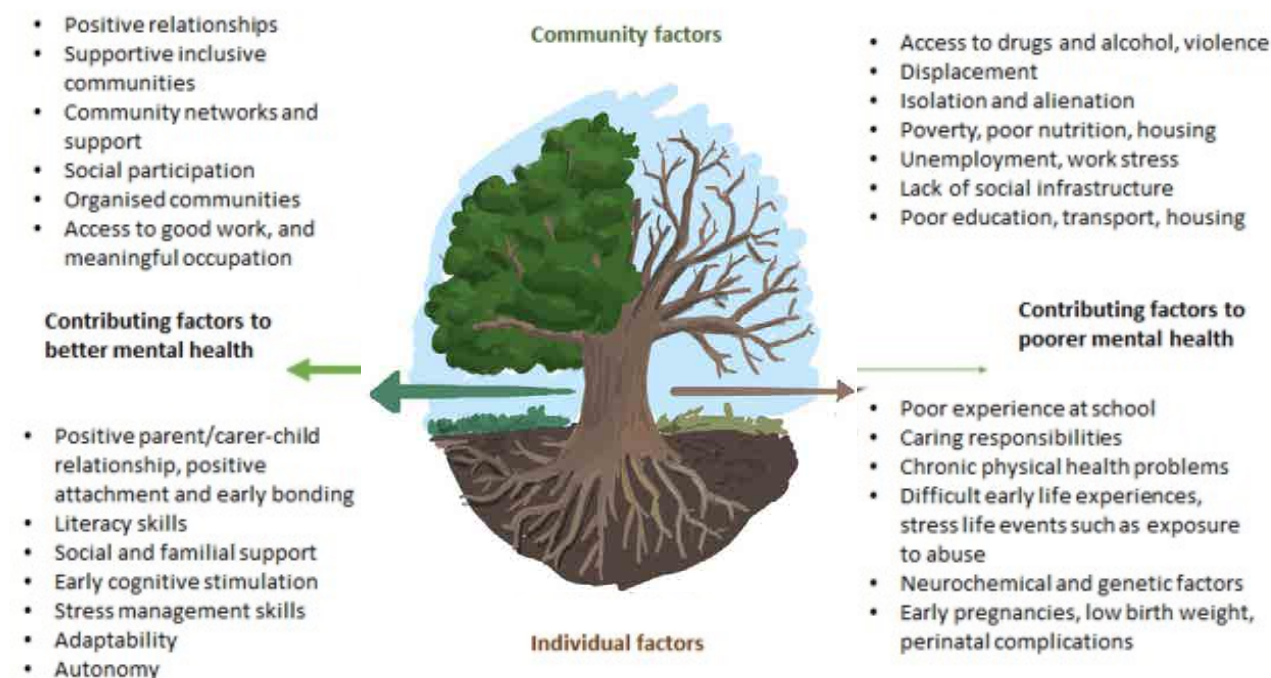 • Positive relationships
• Supportive inclusive
communities
• Community networks and
support
• Social participation
• Organised communities
• Access to good work, and
meaningful occupation
Community factors
• Access to drugs and alcohol, violence
• Displacement
• Isolation and alienation
• Poverty, poor nutrition, housing
• Unemployment, work stress
• Lack of social infrastructure
• Poor education, transport, housing
Contributing factors to
better mental health
Contributing factors to
poorer mental health
• Positive parent/carer-child
relationship, positive
attachment and early bonding
• Literacy skills
• Social and familial support
• Early cognitive stimulation
• Stress management skills
• Adaptability
• Autonomy
Individual factors
• Poor experience at school
• Caring responsibilities
• Chronic physical health problems
• Difficult early life experiences,
stress life events such as exposure
to abuse
• Neurochemical and genetic factors
• Early pregnancies, low birth weight,
perinatal complications